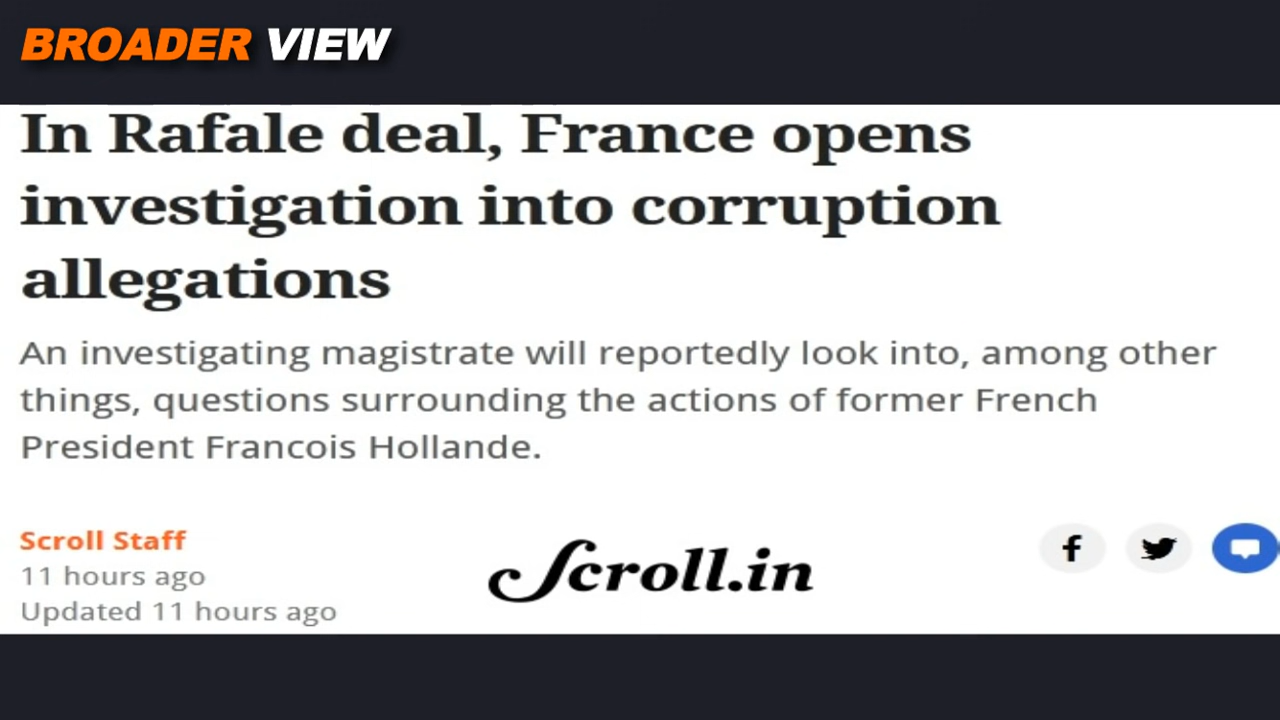 BROADER VIEW
In Rafale deal, France opens
investigation into corruption
allegations
An investigating magistrate will reportedly look into, among other
things, questions surrounding the actions of former French
President Francois Hollande.
Scroll Staff
11 hours ago
Updated 11 hours ago
Scroll.in
f